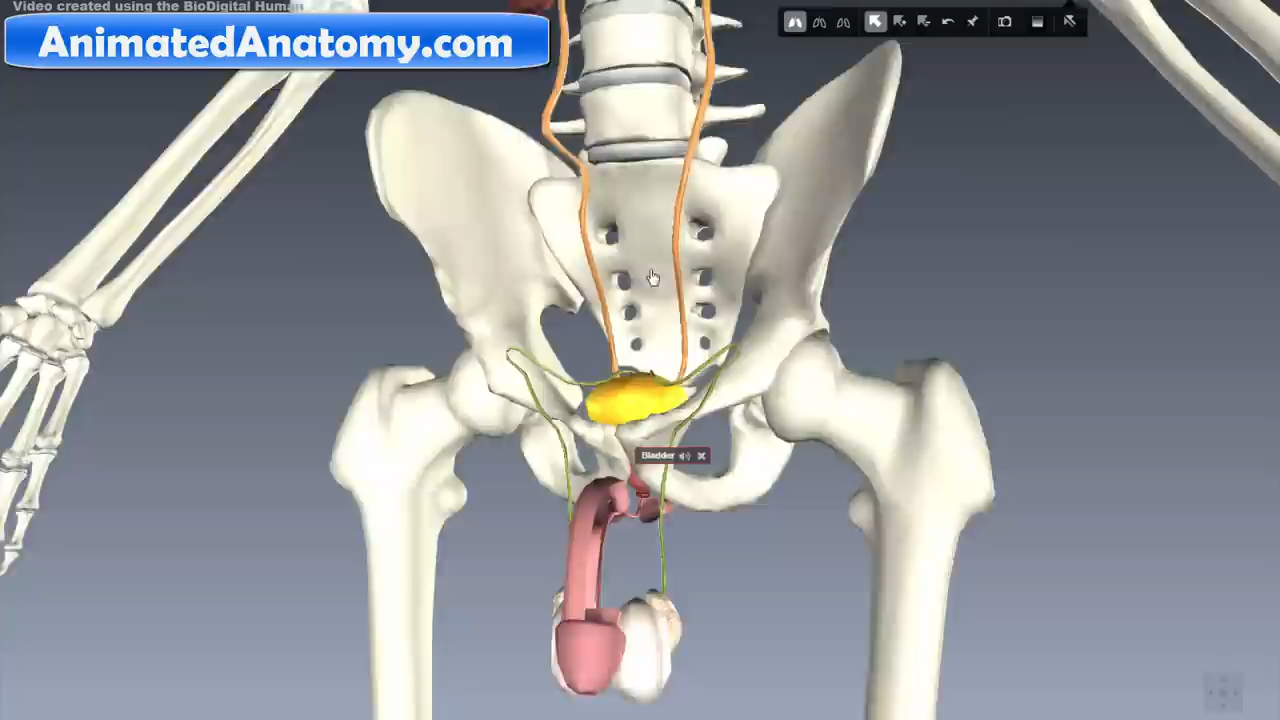 Video created using the BioDigital Human
AnimatedAnatomy.com
Bladder